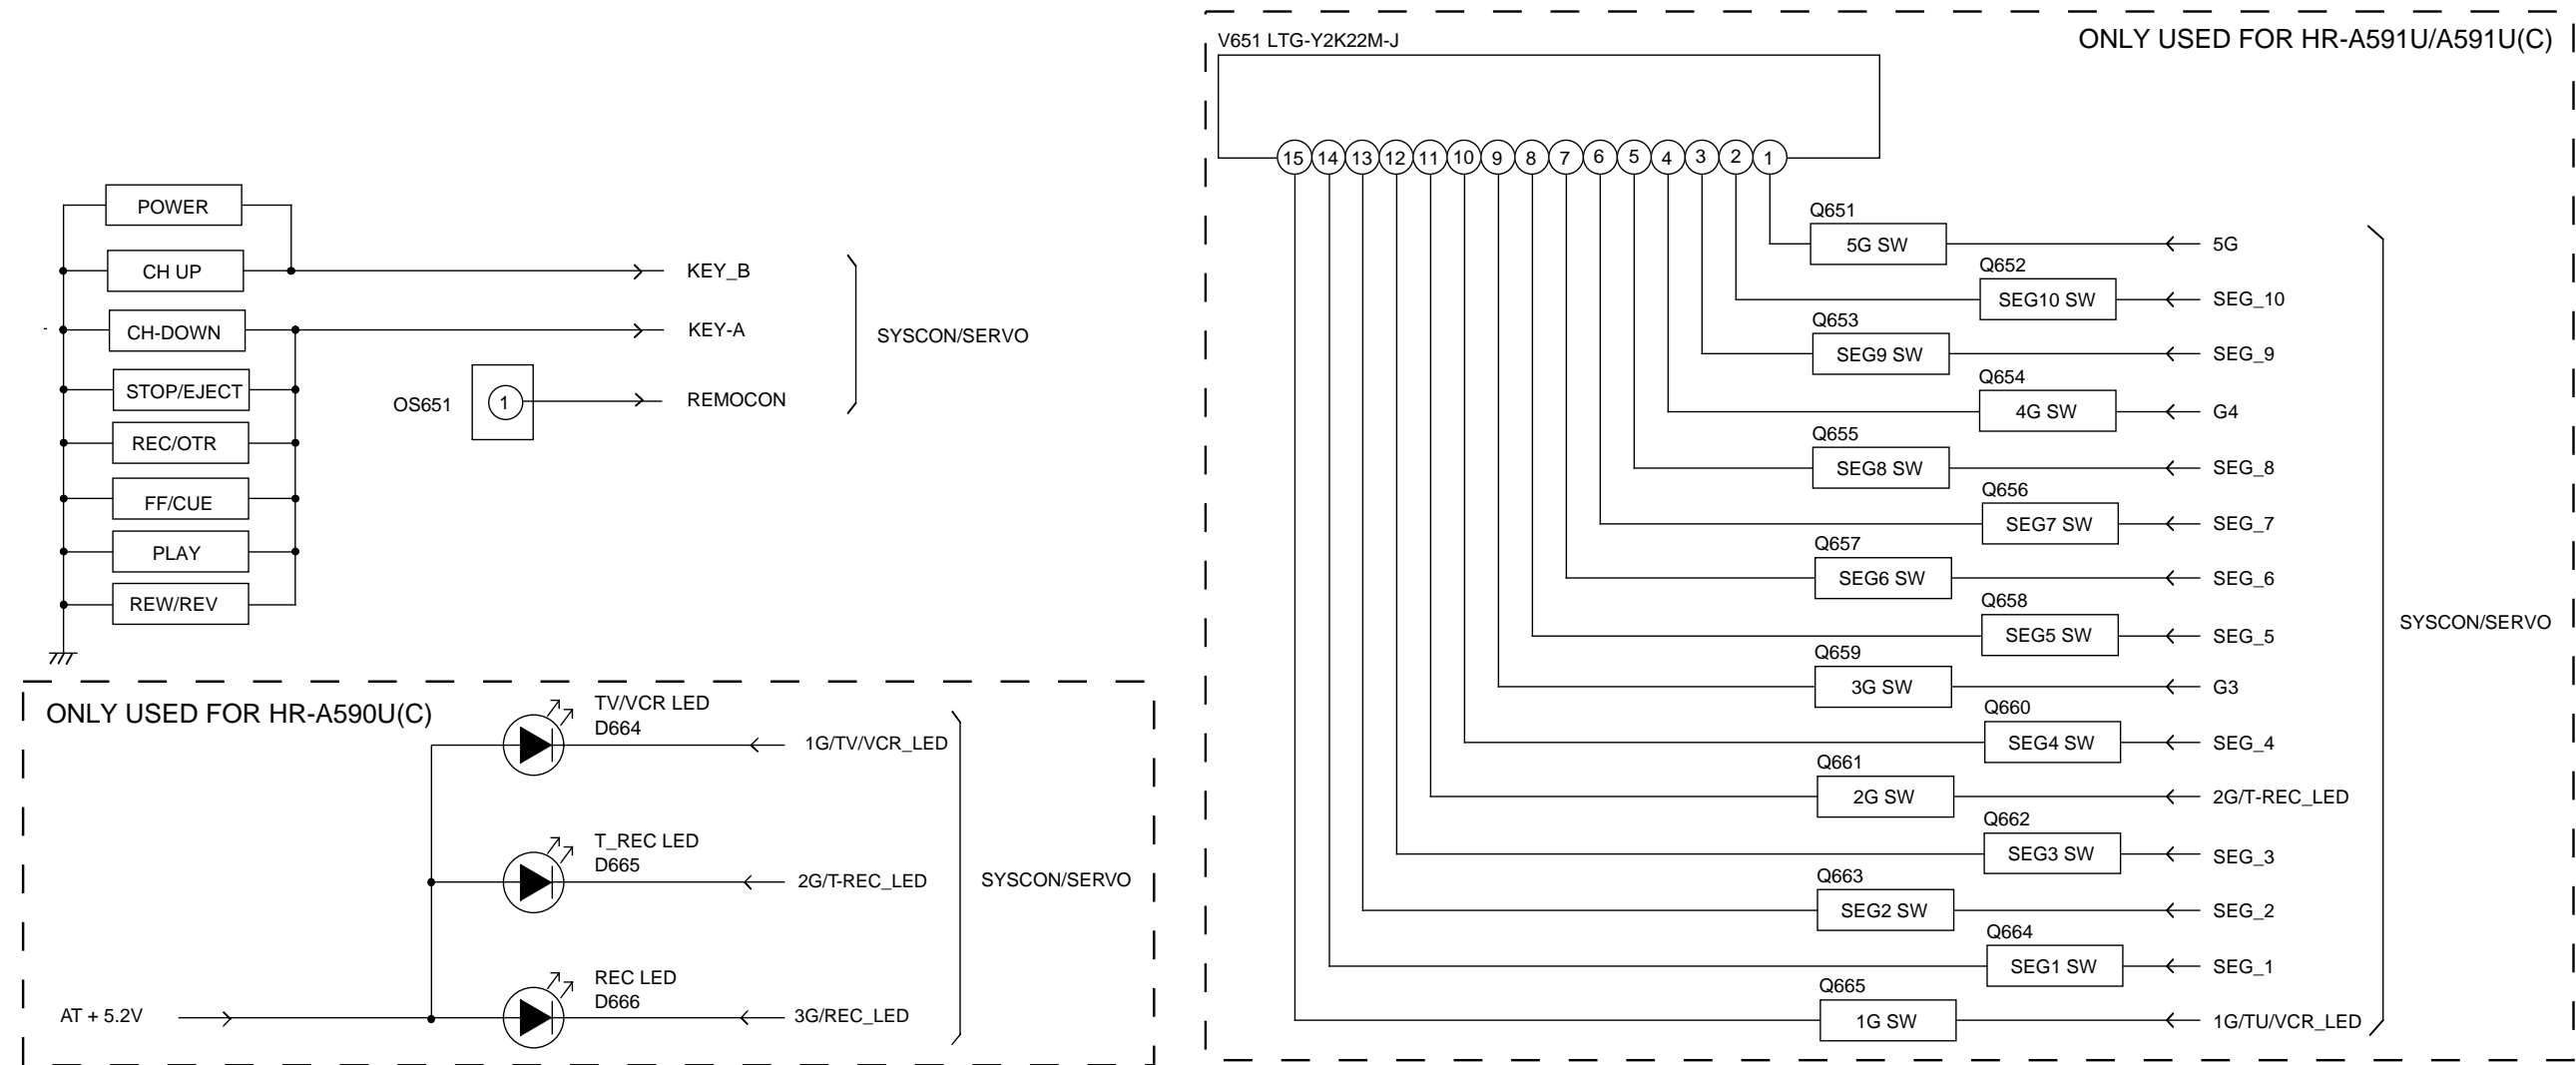 POWER
CH UP
CH-DOWN
STOP/EJECT
REC/OTR
FF/CUE
PLAY
REW/REV
KEY_B
KEY-A
REMOCON
OS651
1
SYSCON/SERVO
ONLY USED FOR HR-A590U(C)
TV/VCR LED
D664
1G/TV/VCR_LED
T_REC LED
D665
2G/T-REC_LED
SYSCON/SERVO
REC LED
D666
AT + 5.2V
3G/REC_LED
V651 LTG-Y2K22M-J
ONLY USED FOR HR-A591U/A591U(C)
15 14 13 12 11 10 9 8 7 6 5 4 3 2 1
Q651
5G SW
5G
Q652
SEG10 SW
SEG_10
Q653
SEG9 SW
SEG_9
Q654
4G SW
G4
Q655
SEG8 SW
SEG_8
Q656
SEG7 SW
SEG_7
Q657
SEG6 SW
SEG_6
Q658
SEG5 SW
SEG_5
Q659
3G SW
G3
Q660
SEG4 SW
SEG_4
Q661
2G SW
2G/T-REC_LED
Q662
SEG3 SW
SEG_3
Q663
SEG2 SW
SEG_2
Q664
SEG1 SW
SEG_1
Q665
1G SW
1G/TU/VCR_LED
SYSCON/SERVO